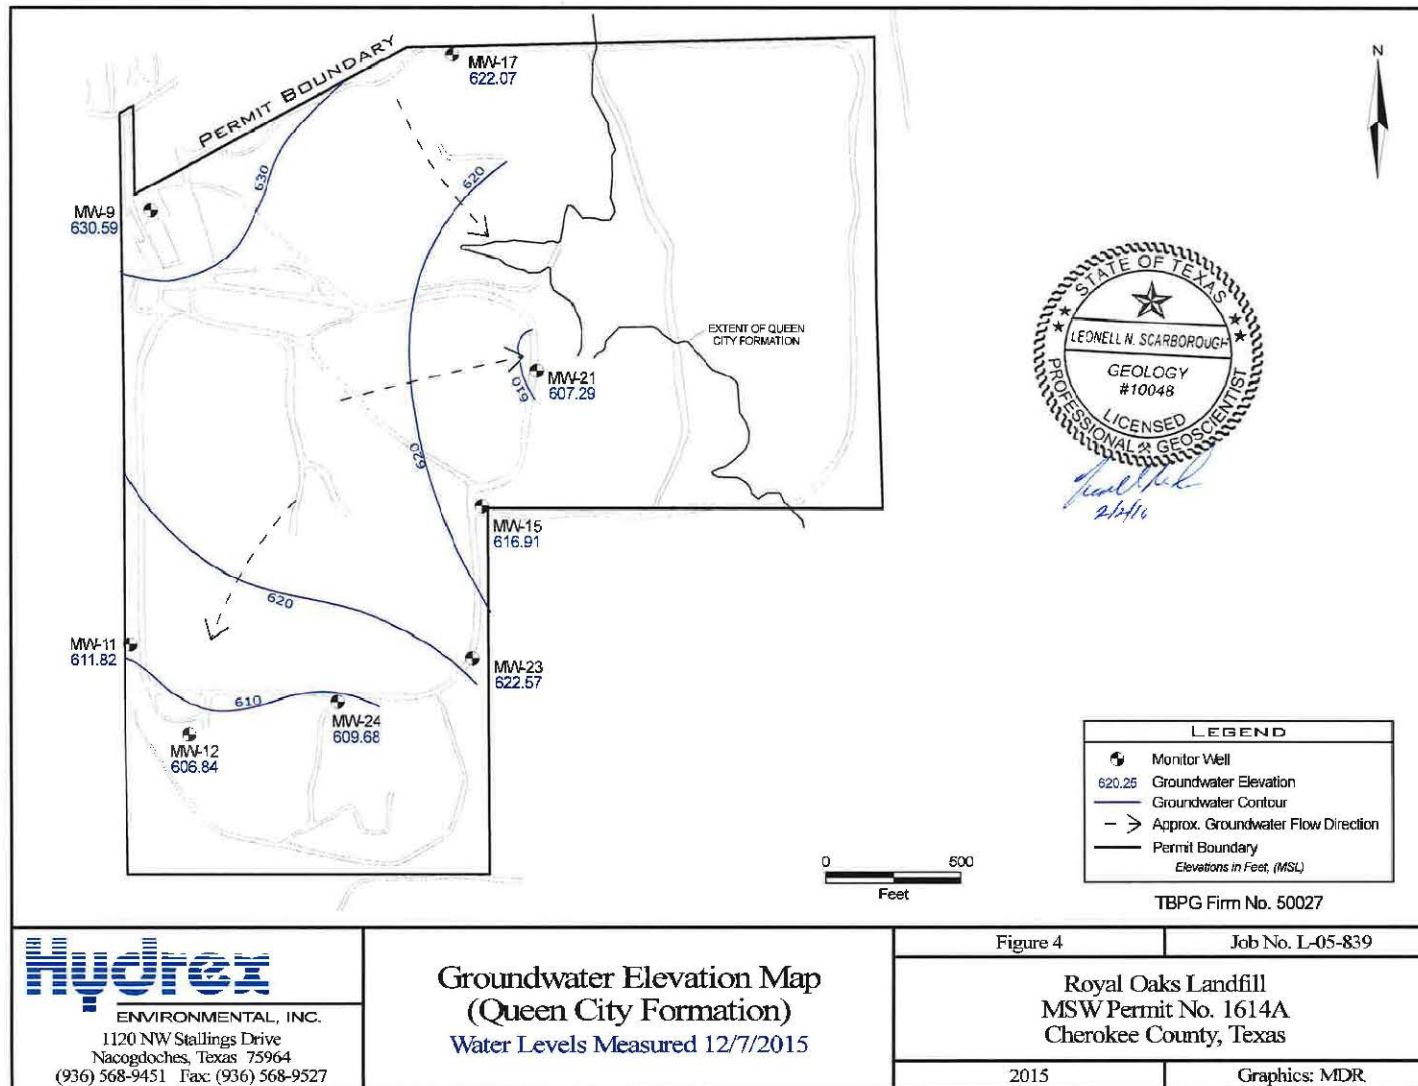 N
PERMIT BOUNDARY
MW-17
622.07
630
620
MW-9
630.59
EXTENT OF QUEEN
CITY FORMATION
MW-21
607.29
610
620
MW-15
616.91
620
MW-11
611.82
MW-23
622.57
610
MW-24
609.68
MW-12
606.84
STATE OF TEXAS
LEONELL N. SCARBOROUGH
GEOLOGY
#10048
LICENSED
PROFESSIONAL GEOSCIENTIST
2/2/16
LEGEND
Monitor Well
620.25 Groundwater Elevation
Groundwater Contour
Approx. Groundwater Flow Direction
Permit Boundary
Elevations in Feet, (MSL)
0 600
Feet
TBPG Firm No. 50027
Hydrex
ENVIRONMENTAL, INC.
1120 NW Stallings Drive
Nacogdoches, Texas 75964
(936) 568-9451 Fax: (936) 568-9527
Groundwater Elevation Map
(Queen City Formation)
Water Levels Measured 12/7/2015
Figure 4 Job No. L-05-839
Royal Oaks Landfill
MSW Permit No. 1614A
Cherokee County, Texas
2015 Graphics: MDR